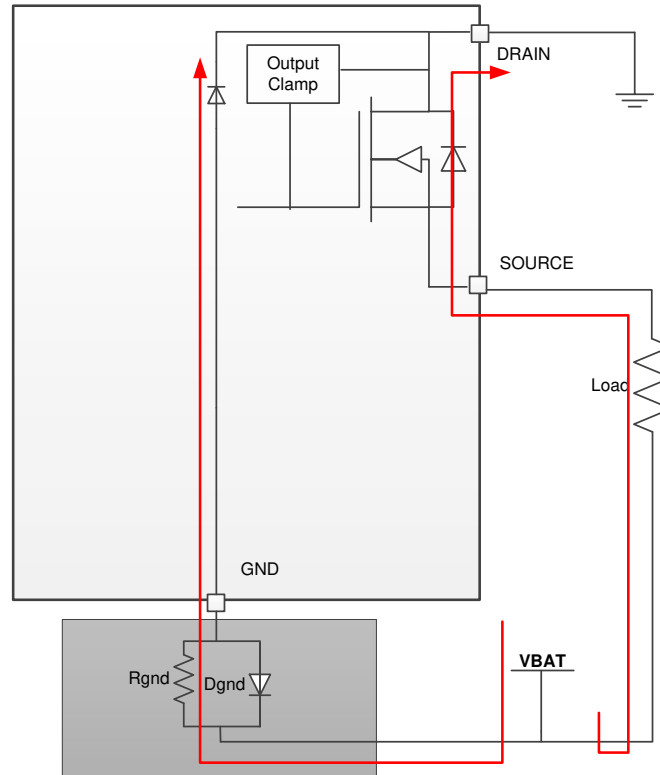 Output
Clamp
DRAIN
SOURCE
Load
GND
Rgnd
Dgnd
VBAT